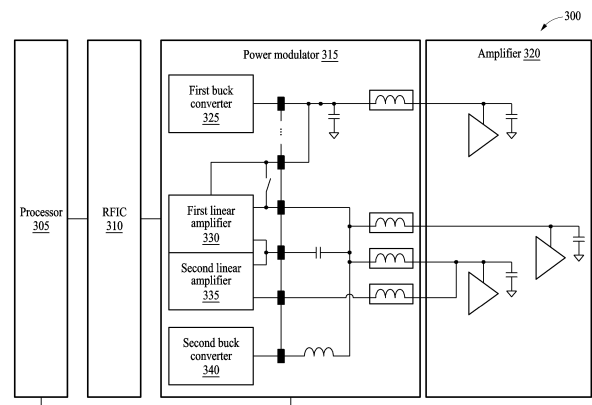 300
Power modulator 315
Amplifier 320
First buck
converter
325
Processor
305
RFIC
310
First linear
amplifier
330
Second linear
amplifier
335
Second buck
converter
340